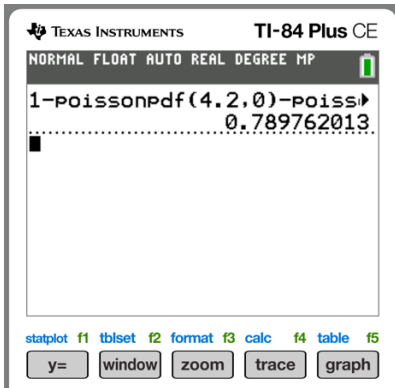 TEXAS INSTRUMENTS TI-84 Plus CE
NORMAL FLOAT AUTO REAL DEGREE MP
1-poissonpdf(4.2,0)-poiss
0.789762013
statplot f1 tblset f2 format f3 calc f4 table f5
y= window zoom trace graph